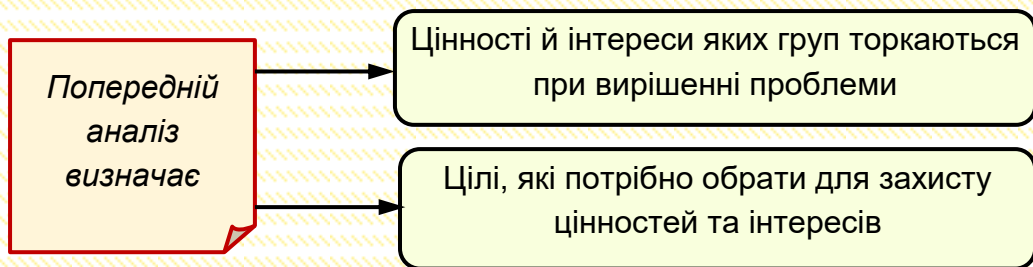 Попередній
аналіз
визначає
Цінності й інтереси яких груп торкаються
при вирішенні проблеми
Цілі, які потрібно обрати для захисту
цінностей та інтересів